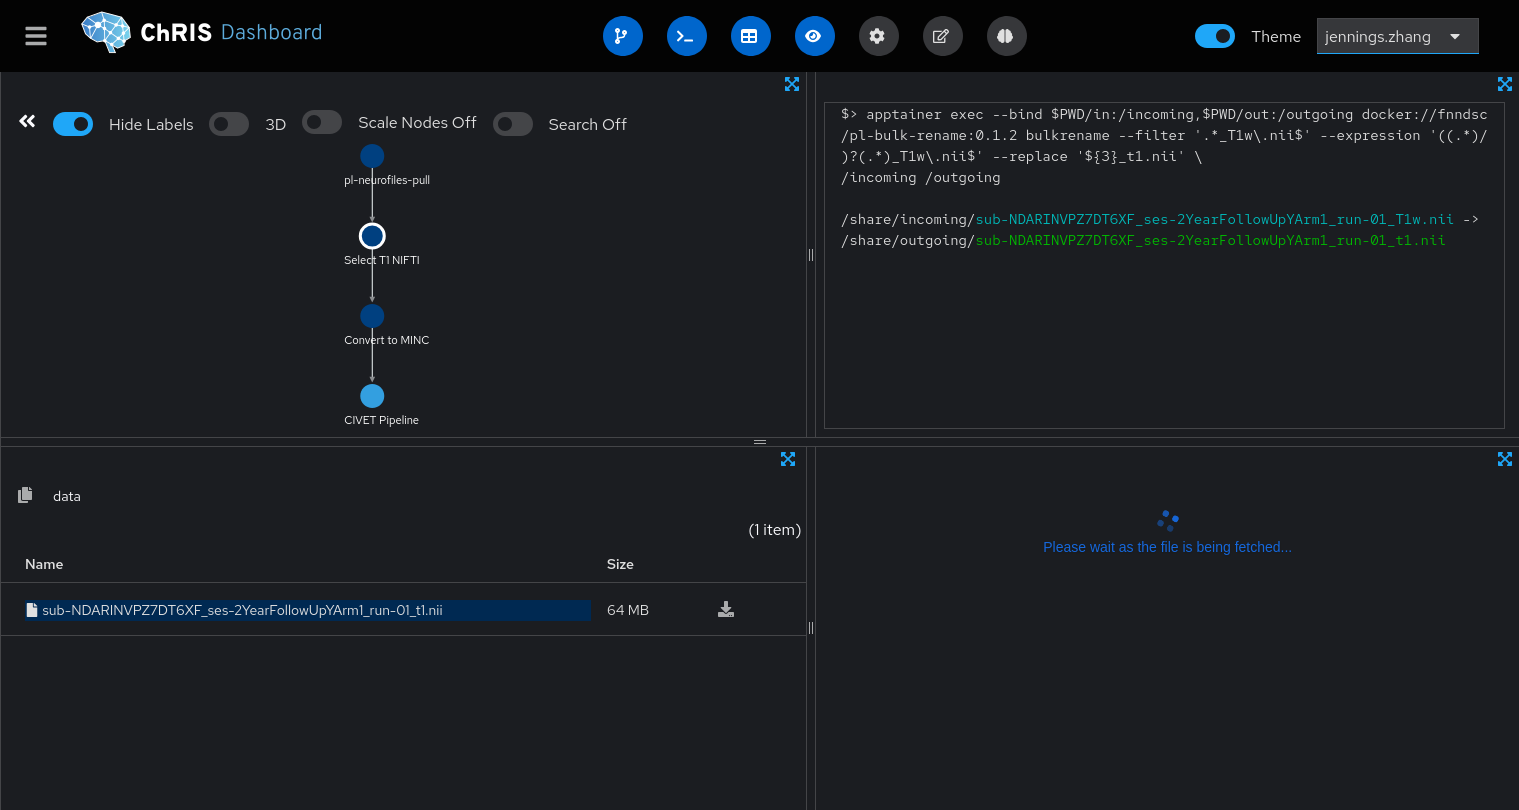 ChRIS Dashboard
Theme
jennings.zhang
Hide Labels
3D
Scale Nodes Off
Search Off
pl-neurofiles-pull
Select T1 NIFTI
Convert to MINC
CIVET Pipeline
$> apptainer exec --bind $PWD/in:/incoming,$PWD/out:/outgoing docker://fnndsc
/pl-bulk-rename:0.1.2 bulkrename --filter '.*_T1w\.nii$' --expression '((.*)/
)?(.*)_T1w\.nii$' --replace '${3}_t1.nii' \
/incoming /outgoing
/share/incoming/sub-NDARINVPZ7DT6XF_ses-2YearFollowUpYArm1_run-01_T1w.nii ->
/share/outgoing/sub-NDARINVPZ7DT6XF_ses-2YearFollowUpYArm1_run-01_t1.nii
data
(1 item)
Name
Size
sub-NDARINVPZ7DT6XF_ses-2YearFollowUpYArm1_run-01_t1.nii
64 MB
Please wait as the file is being fetched...